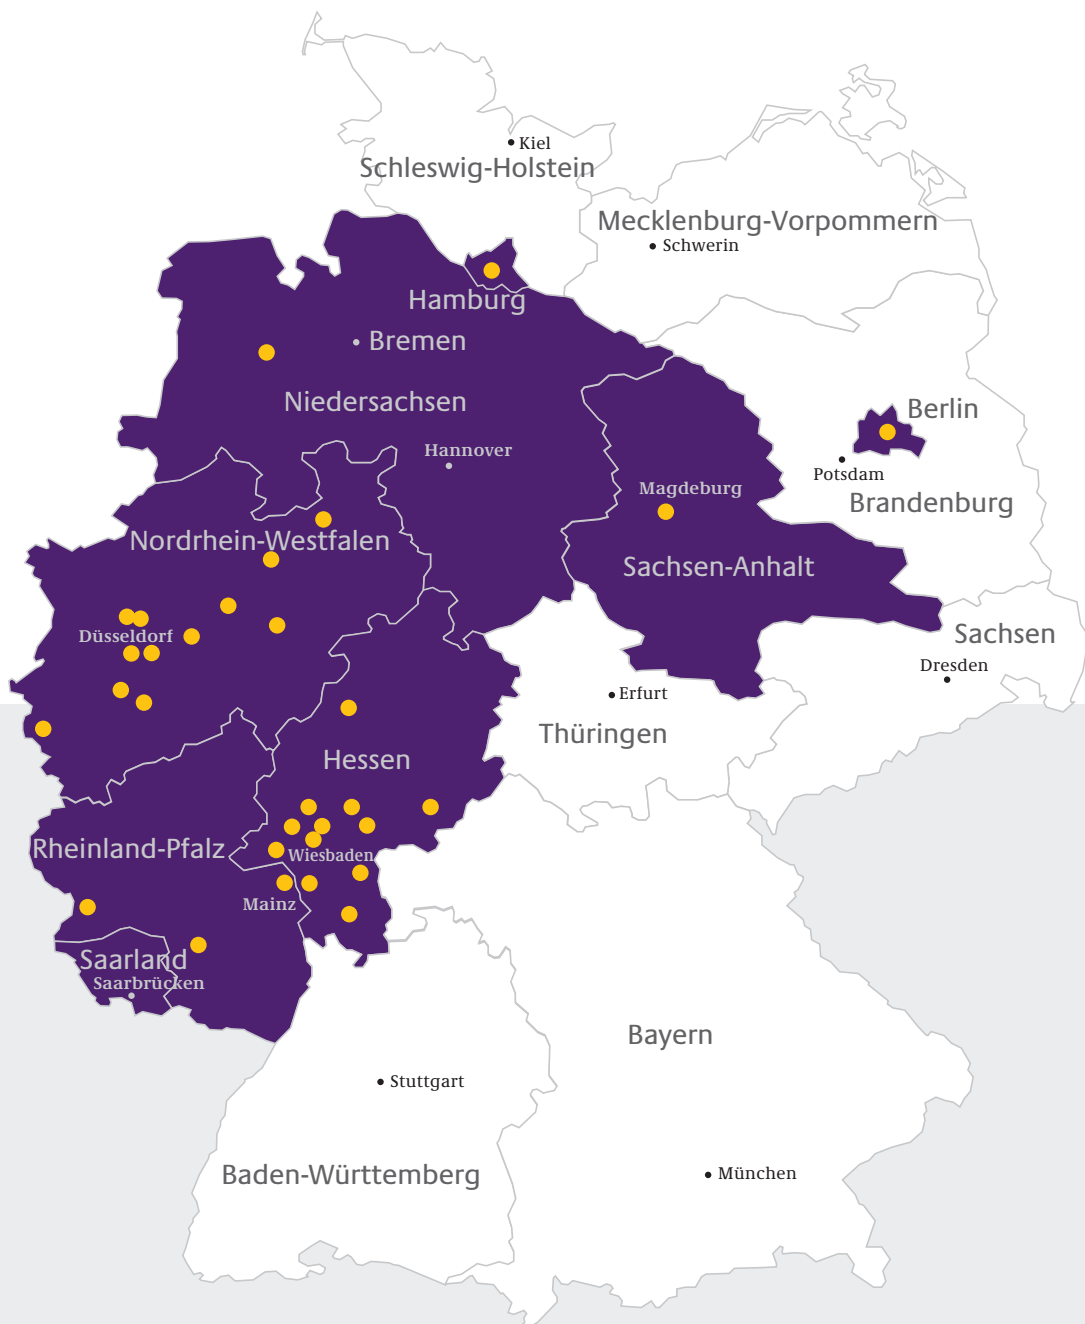 Kiel
Schleswig-Holstein
Mecklenburg-Vorpommern
Schwerin
Hamburg
Bremen
Niedersachsen
Berlin
Hannover
Potsdam
Magdeburg
Brandenburg
Nordrhein-Westfalen
Sachsen-Anhalt
Düsseldorf
Sachsen
Dresden
Erfurt
Thüringen
Hessen
Rheinland-Pfalz
Wiesbaden
Mainz
Saarland
Saarbrücken
Bayern
Stuttgart
Baden-Württemberg
München